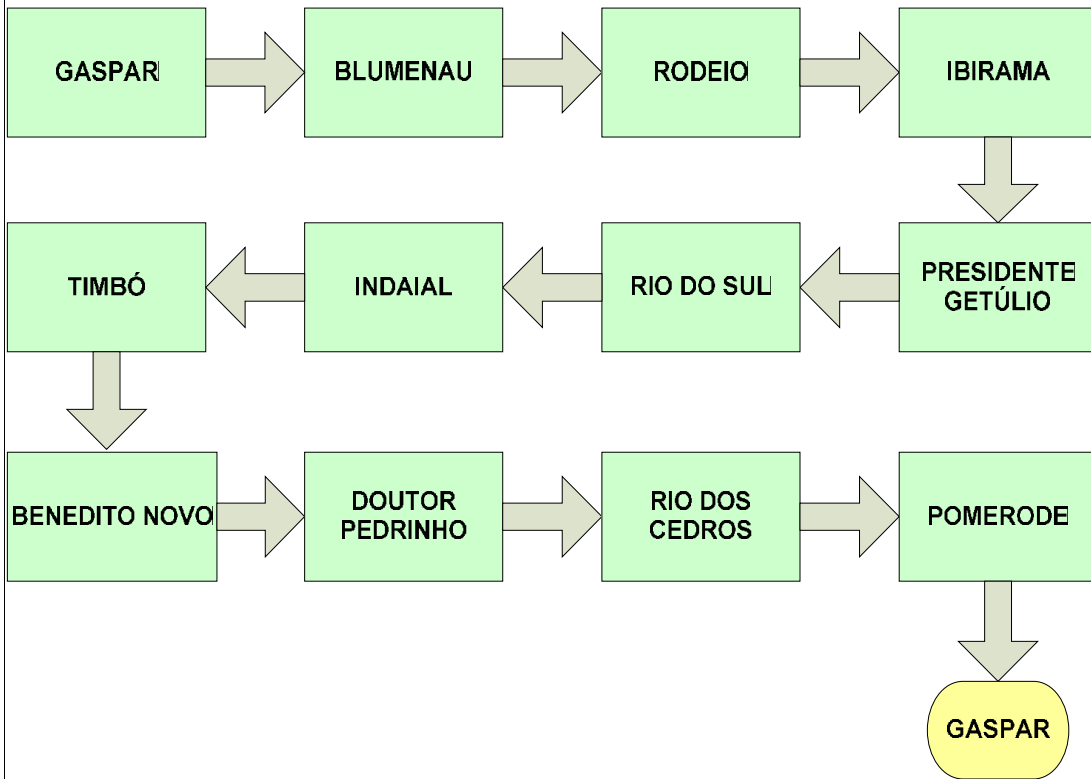 GASPAR
BLUMENAU
RODEIO
IBIRAMA
PRESIDENTE
GETÚLIO
RIO DO SUL
INDAIAL
TIMBÓ
BENEDITO NOVO
DOUTOR
PEDRINHO
RIO DOS
CEDROS
POMERODE
GASPAR